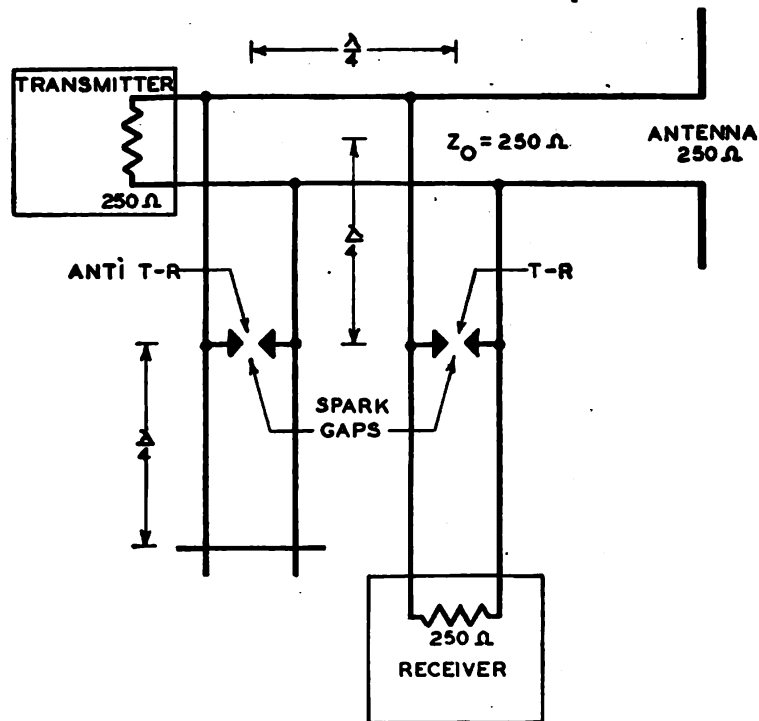 λ/4
TRANSMITTER
250 Ω
Z₀ = 250 Ω
ANTENNA
250 Ω
λ/4
ANTI T-R
T-R
SPARK
GAPS
λ/4
250 Ω
RECEIVER